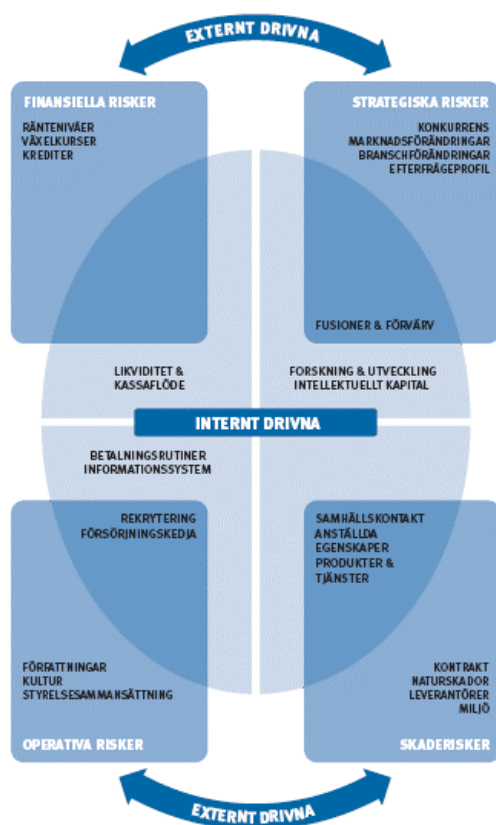 EXTERNT DRIVNA
FINANSIELLA RISKER
RÄNTENIVÅER
VÄXELKURSER
KREDITER
STRATEGISKA RISKER
KONKURRENS
MARKNADSFÖRÄNDRINGAR
BRANSCHFÖRÄNDRINGAR
EFTERFRÅGEPROFIL
FUSIONER & FÖRVÄRV
LIKVIDITET &
KASSAFLÖDE
FORSKNING & UTVECKLING
INTELLEKTUELLT KAPITAL
INTERNT DRIVNA
BETALNINGSRUTINER
INFORMATIONSSYSTEM
REKRYTERING
FÖRSÖRJNINGSKEDJA
SAMHÄLLSKONTAKT
ANSTÄLLDA
EGENSKAPER
PRODUKTER &
TJÄNSTER
FÖRFATTNINGAR
KULTUR
STYRELSESAMMANSÄTTNING
OPERATIVA RISKER
KONTRAKT
NATURSKADOR
LEVERANTÖRER
MILJÖ
SKADERISKER
EXTERNT DRIVNA